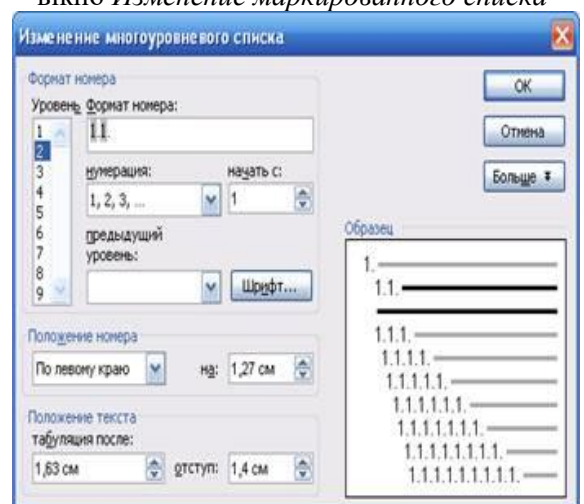 вікно Изменение маркированного списка
Изменение многоуровневого списка
Формат номера
Уровень Формат номера:
1
2
3
4
5
6
7
8
9
1.1.
нумерация: начать с:
1, 2, 3, ... 1
предыдущий
уровень:
Шрифт...
Положение номера
По левому краю на: 1,27 см
Положение текста
табуляция после:
1,63 см отступ: 1,4 см
ОК
Отмена
Больше
Образец
1.
1.1.
1.1.1.
1.1.1.1.
1.1.1.1.1.
1.1.1.1.1.1.
1.1.1.1.1.1.1.
1.1.1.1.1.1.1.1.
1.1.1.1.1.1.1.1.1.